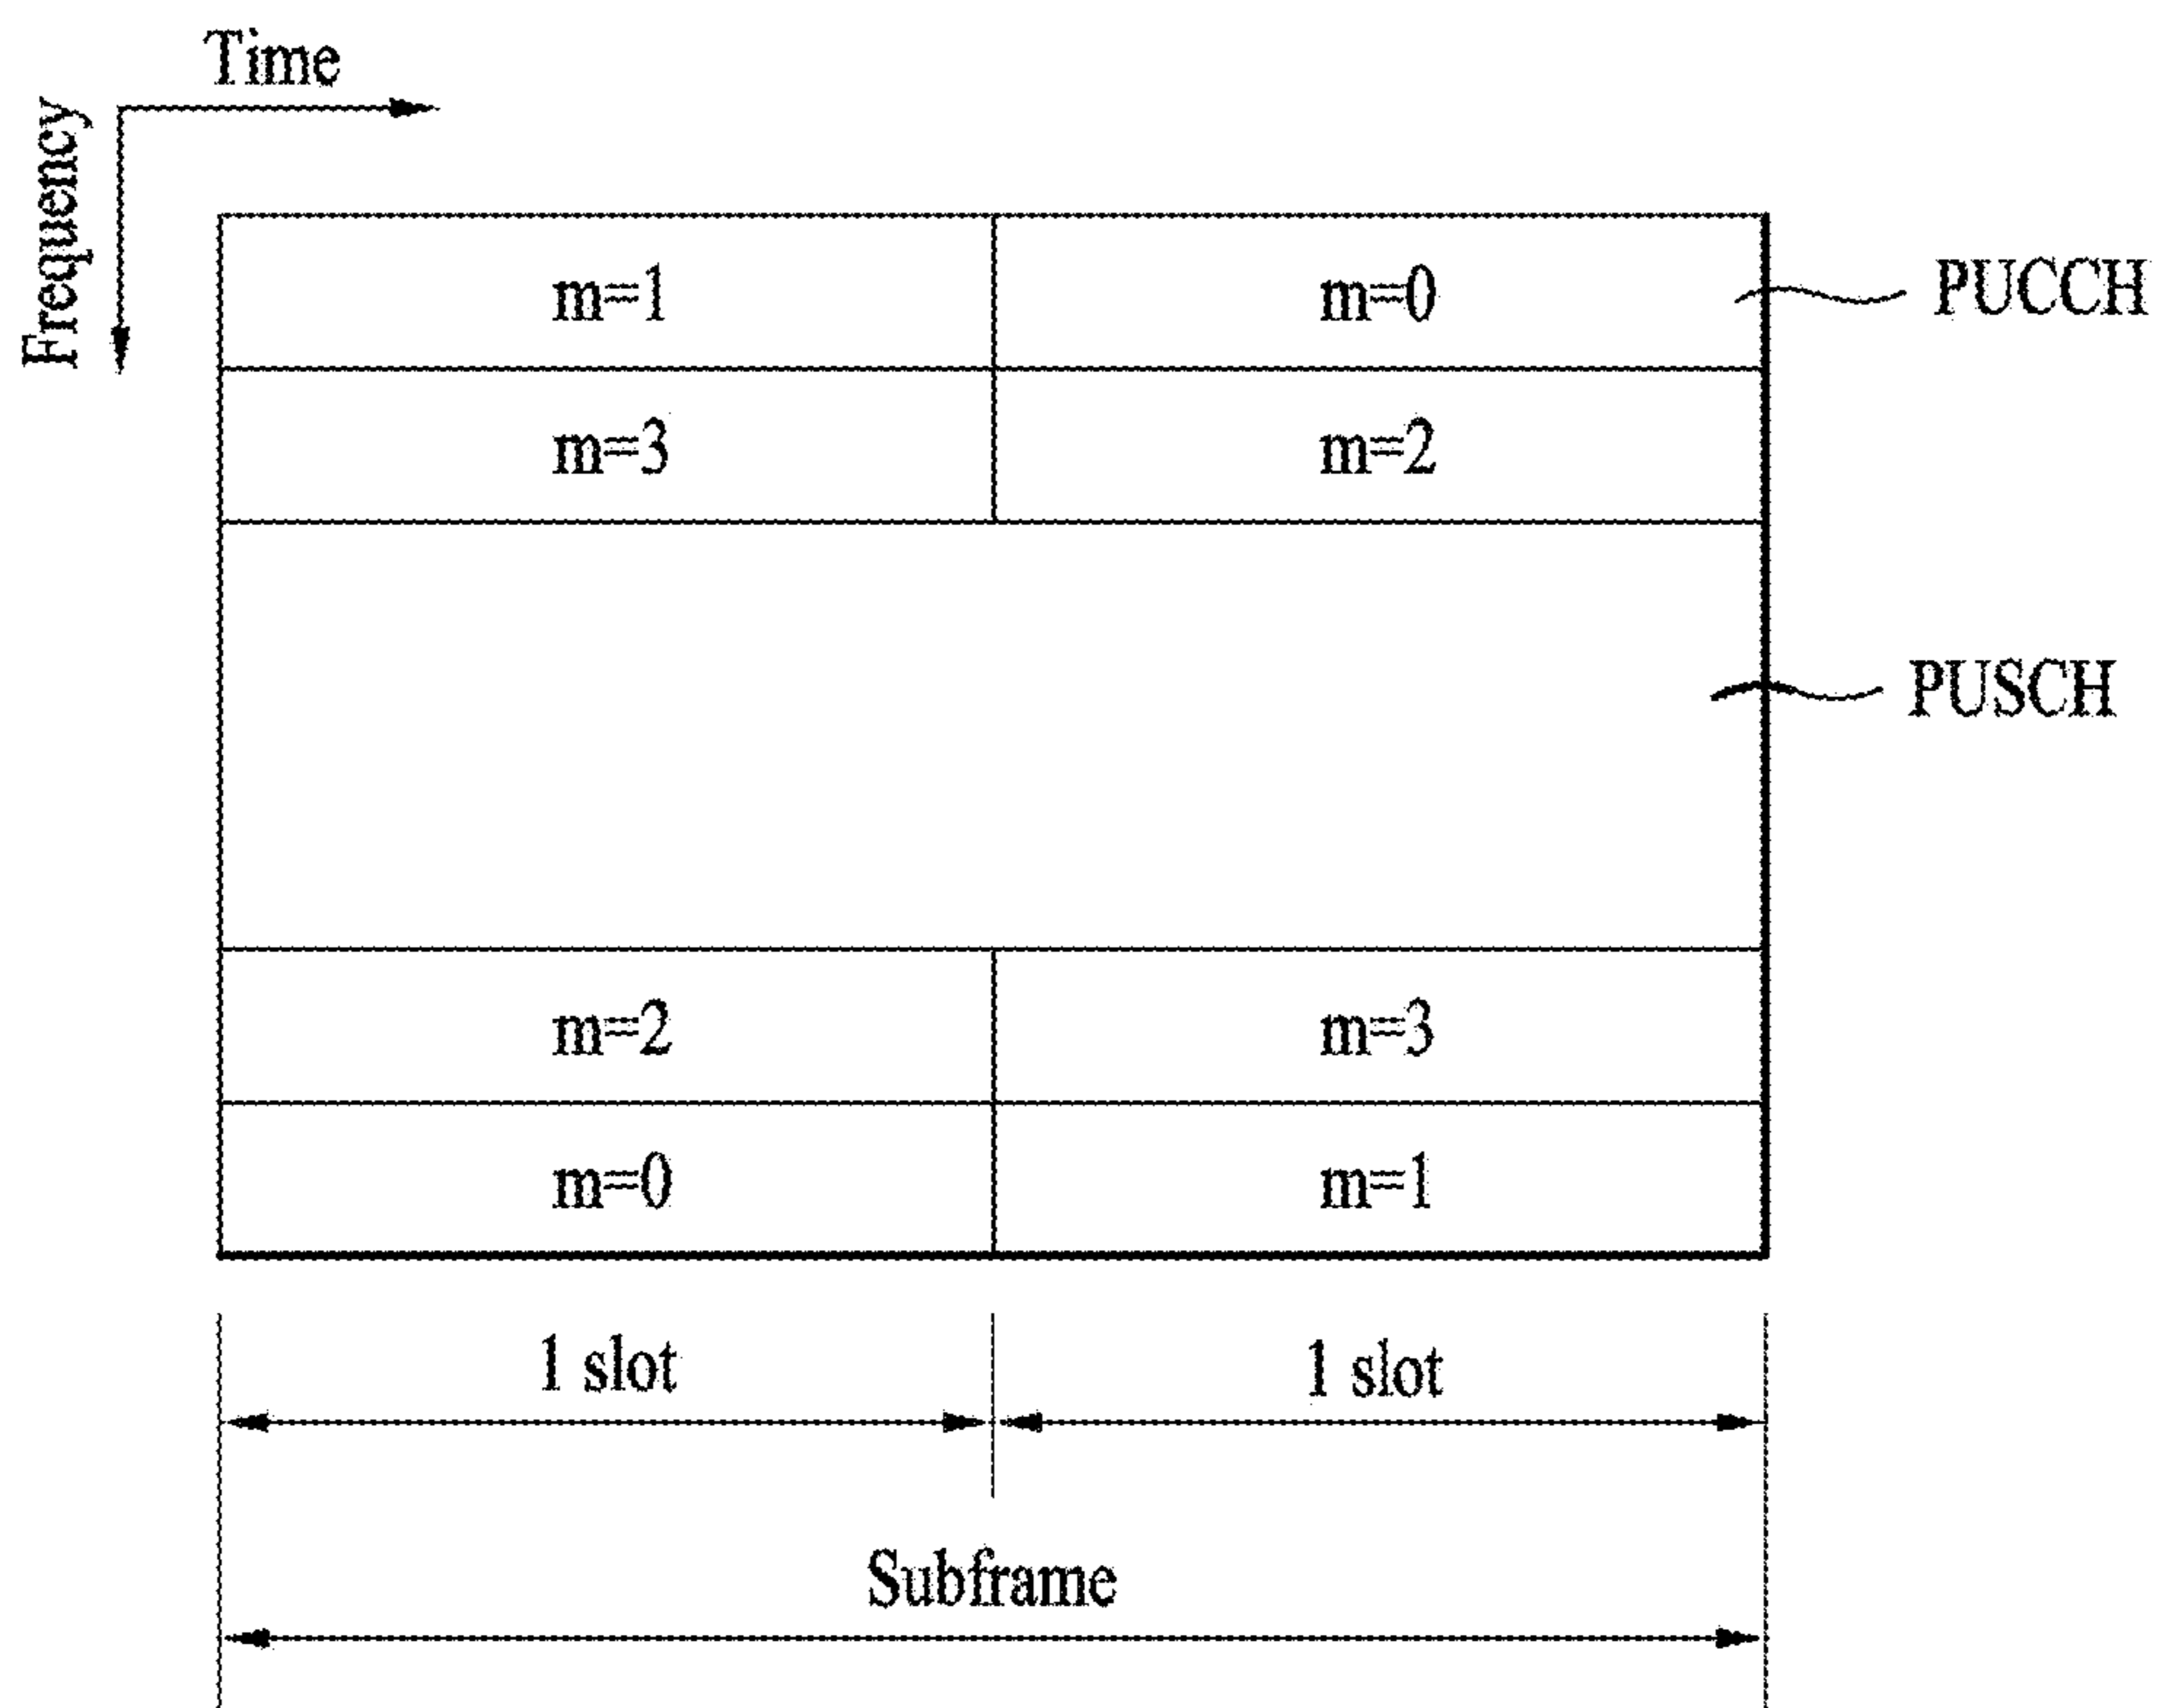 Time
Frequency
m=1 m=0 PUCCH
m=3 m=2
PUSCH
m=2 m=3
m=0 m=1
1 slot 1 slot
Subframe